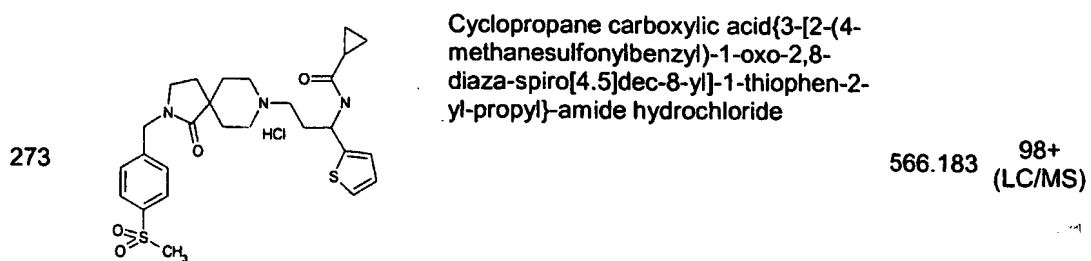 Cyclopropane carboxylic acid{3-[2-(4-
methanesulfonylbenzyl)-1-oxo-2,8-
diaza-spiro[4.5]dec-8-yl]-1-thiophen-2-
yl-propyl}-amide hydrochloride
273
566.183
98+
(LC/MS)
O
N
N
HCl
N
O
S
O
S
O
CH3